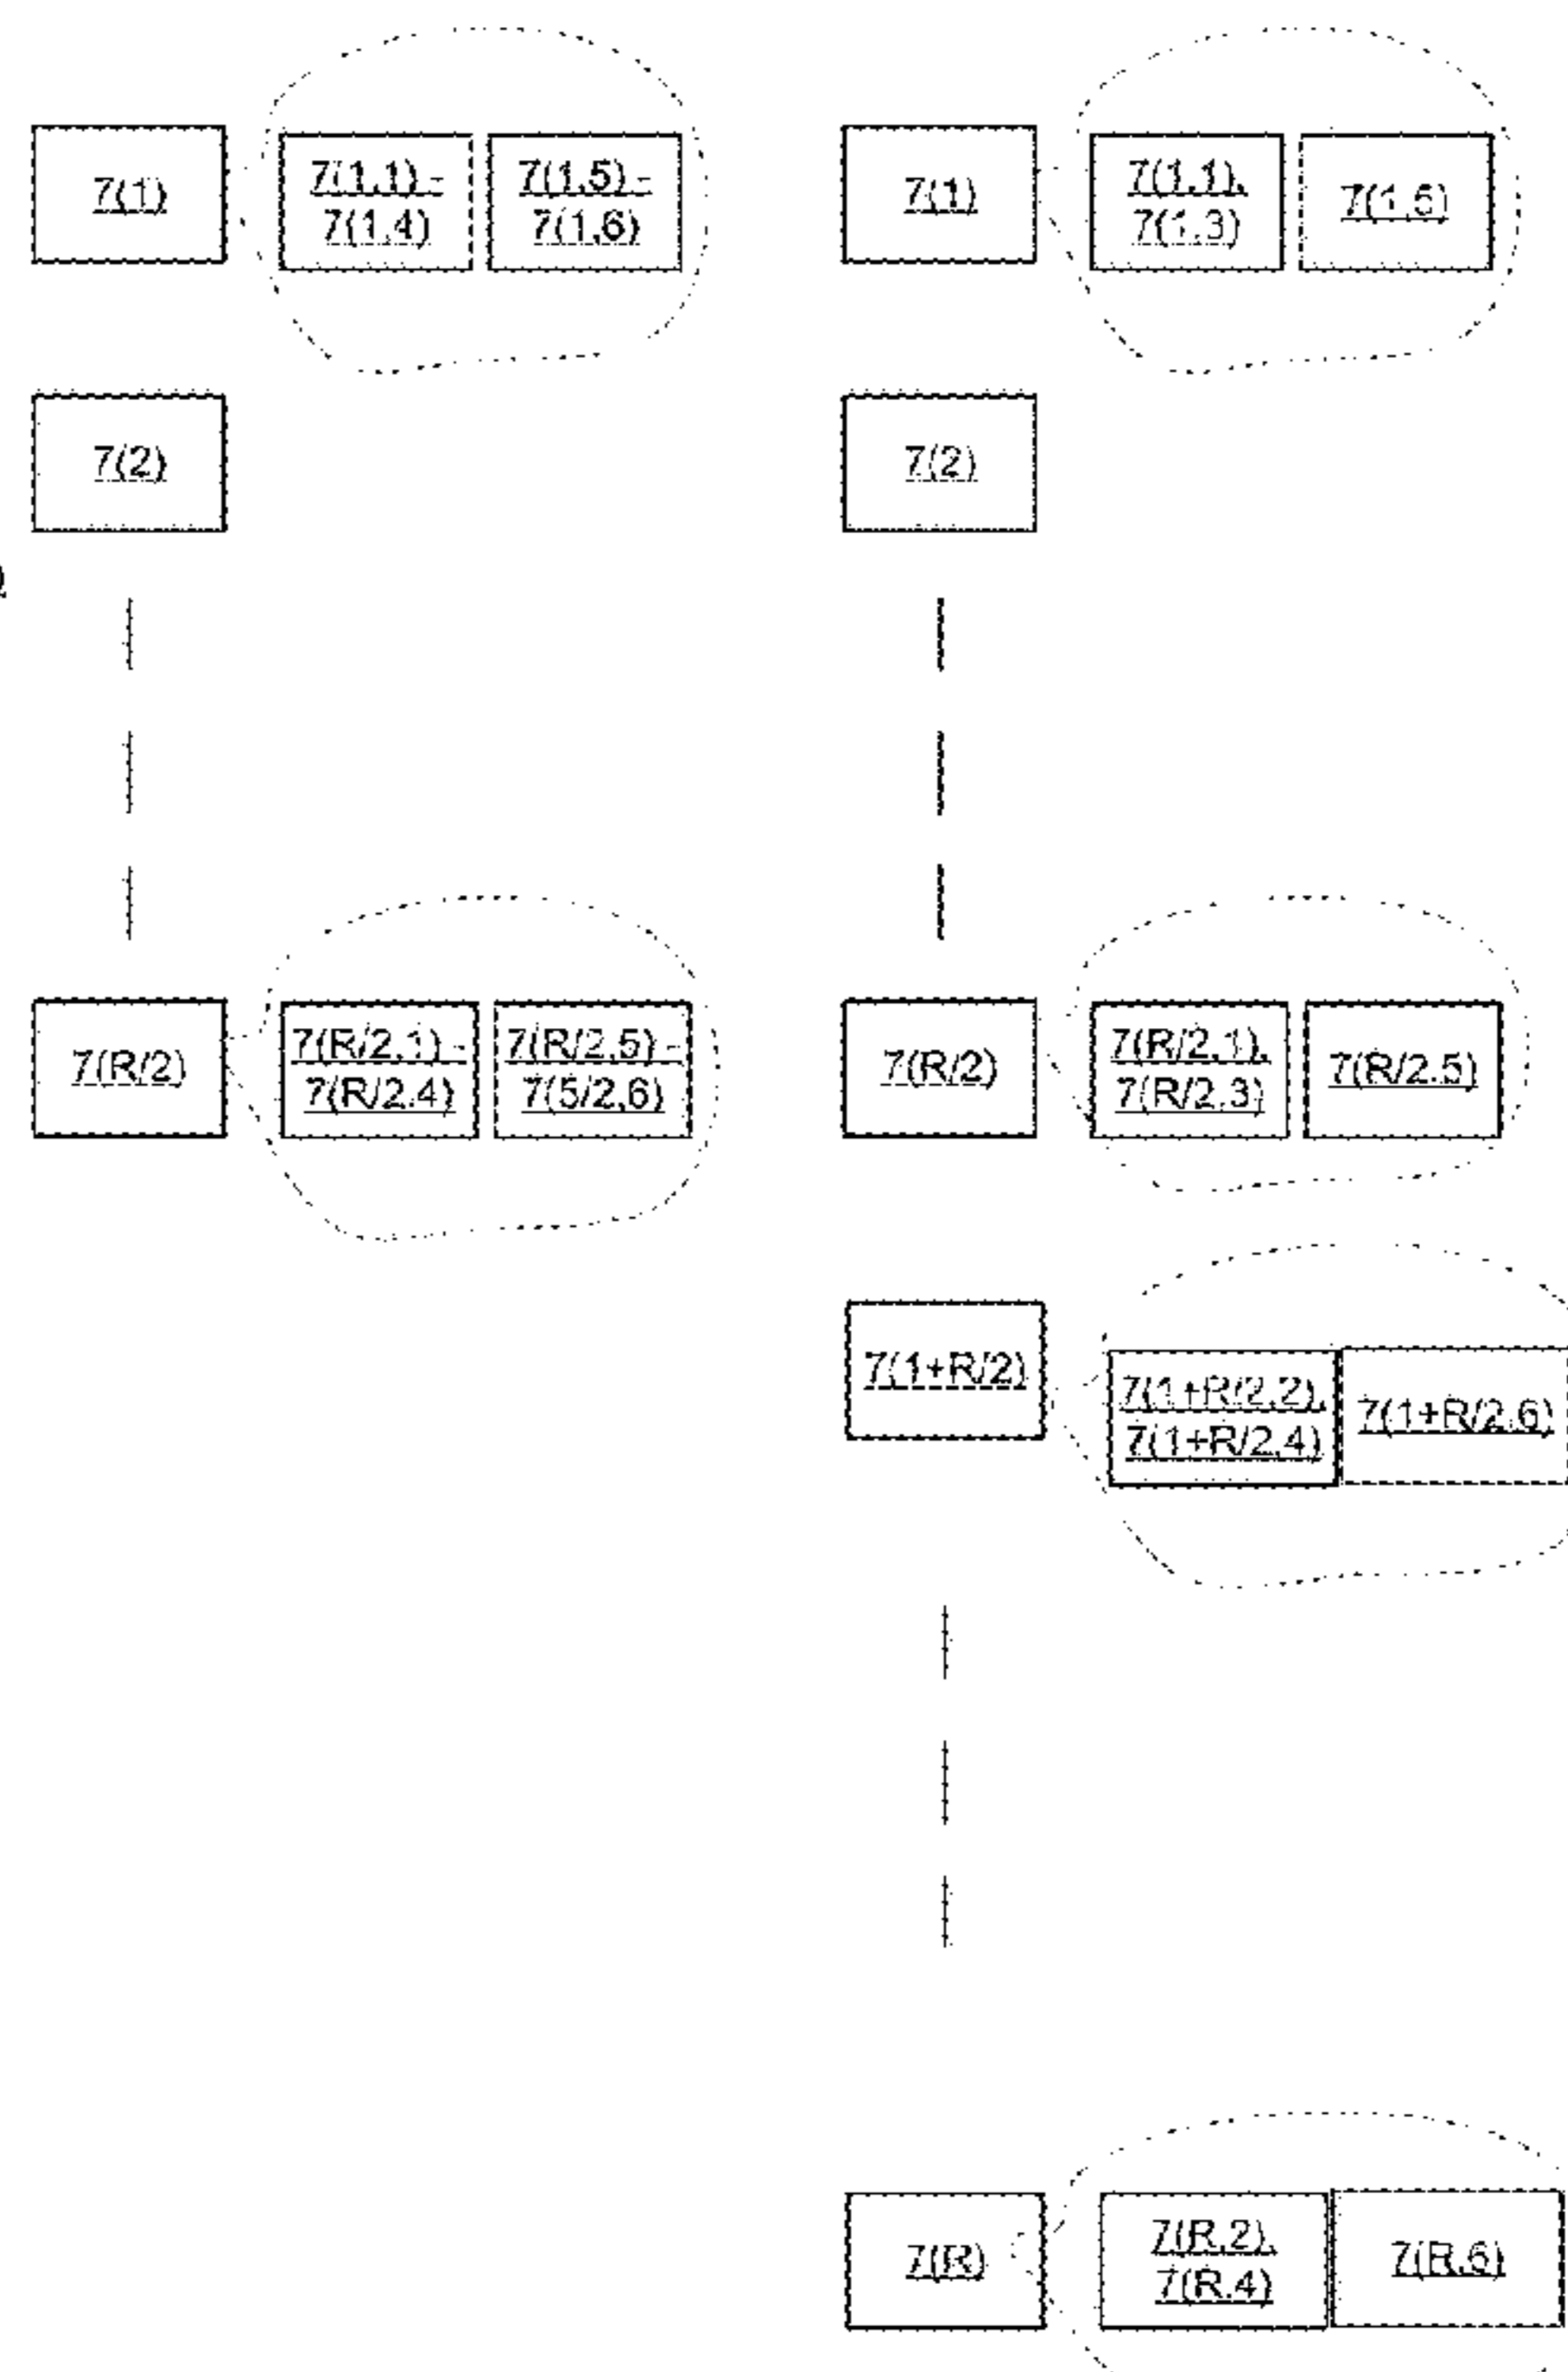 7(1)
7(1,1) -
7(1,4)
7(1,5) -
7(1,6)
7(2)
7(R/2)
7(R/2,1) -
7(R/2,4)
7(R/2,5) -
7(5/2,6)
7(1)
7(1,1),
7(1,3)
7(1,5)
7(2)
7(R/2)
7(R/2,1),
7(R/2,3)
7(R/2,5)
7(1+R/2)
7(1+R/2,2),
7(1+R/2,4)
7(1+R/2,6)
7(R)
7(R,2),
7(R,4)
7(R,6)